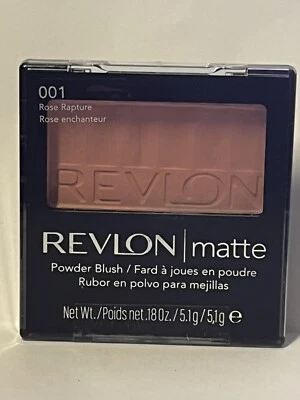 001
Rose Rapture
Rose enchanteur
REVLON
REVLON | matte
Powder Blush / Fard à joues en poudre
Rubor en polvo para mejillas
Net Wt./Poids net .18 Oz./ 5.1g / 5,1g ℮